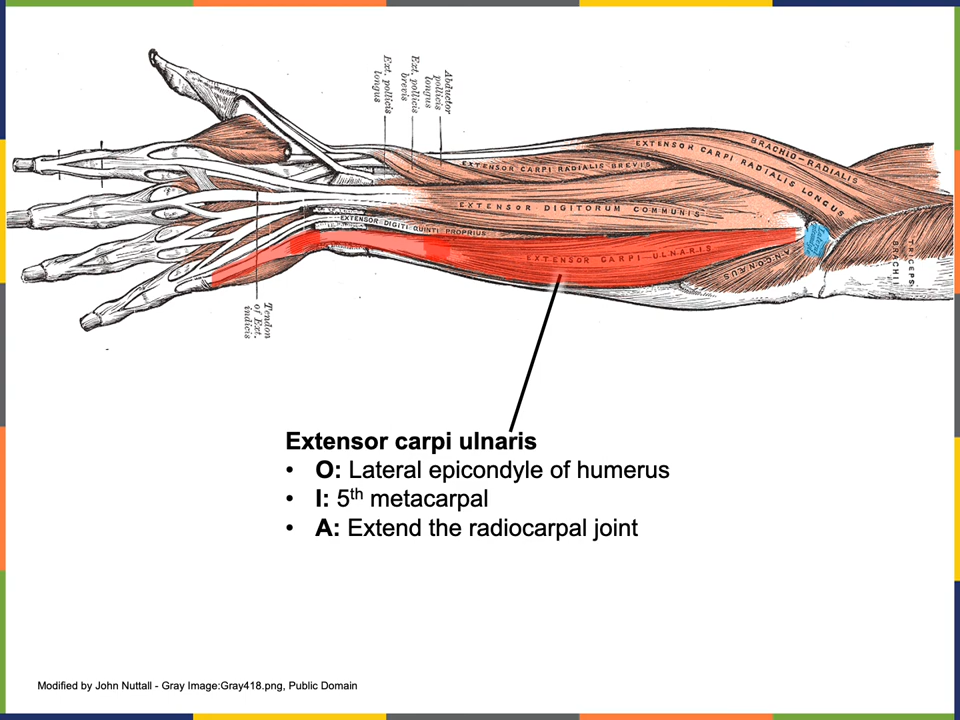 Ext. pollicis
longus
Ext. pollicis
brevis
Abductor
pollicis
longus
BRACHIO-RADIALIS
EXTENSOR CARPI RADIALIS LONGUS
EXTENSOR CARPI RADIALIS BREVIS
EXTENSOR DIGITORUM COMMUNIS
EXTENSOR DIGITI QUINTI PROPRIUS
EXTENSOR CARPI ULNARIS
ANCONEUS
TRICEPS
BRACHII
Tendon
of Ext.
indicis
Extensor carpi ulnaris
• O: Lateral epicondyle of humerus
• I: 5th metacarpal
• A: Extend the radiocarpal joint
Modified by John Nuttall - Gray Image:Gray418.png, Public Domain